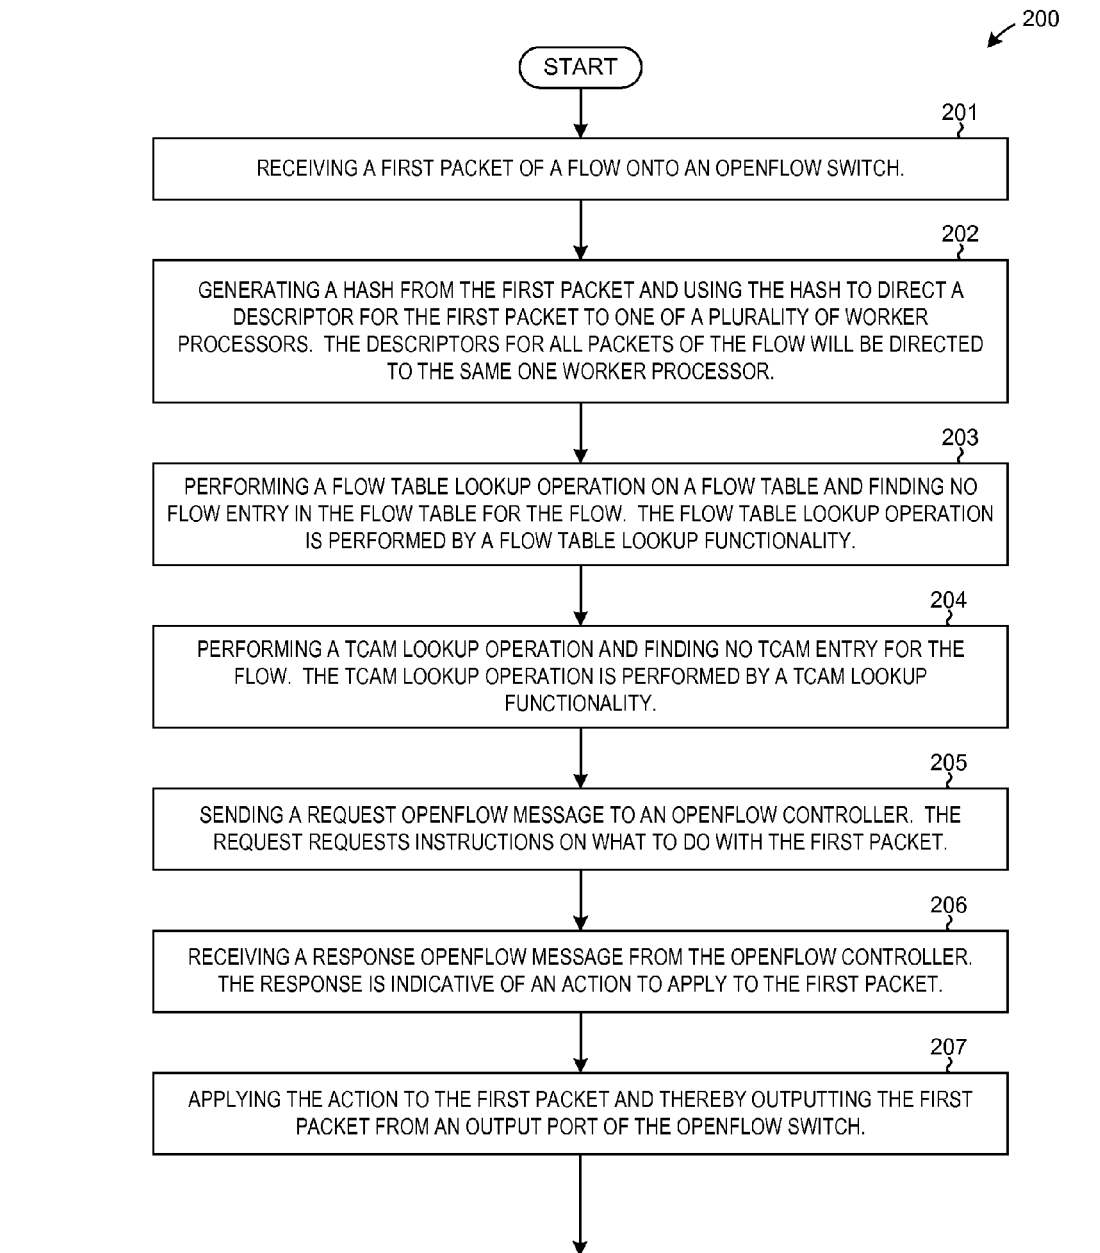 200
START
201
RECEIVING A FIRST PACKET OF A FLOW ONTO AN OPENFLOW SWITCH.
202
GENERATING A HASH FROM THE FIRST PACKET AND USING THE HASH TO DIRECT A
DESCRIPTOR FOR THE FIRST PACKET TO ONE OF A PLURALITY OF WORKER
PROCESSORS. THE DESCRIPTORS FOR ALL PACKETS OF THE FLOW WILL BE DIRECTED
TO THE SAME ONE WORKER PROCESSOR.
203
PERFORMING A FLOW TABLE LOOKUP OPERATION ON A FLOW TABLE AND FINDING NO
FLOW ENTRY IN THE FLOW TABLE FOR THE FLOW. THE FLOW TABLE LOOKUP OPERATION
IS PERFORMED BY A FLOW TABLE LOOKUP FUNCTIONALITY.
204
PERFORMING A TCAM LOOKUP OPERATION AND FINDING NO TCAM ENTRY FOR THE
FLOW. THE TCAM LOOKUP OPERATION IS PERFORMED BY A TCAM LOOKUP
FUNCTIONALITY.
205
SENDING A REQUEST OPENFLOW MESSAGE TO AN OPENFLOW CONTROLLER. THE
REQUEST REQUESTS INSTRUCTIONS ON WHAT TO DO WITH THE FIRST PACKET.
206
RECEIVING A RESPONSE OPENFLOW MESSAGE FROM THE OPENFLOW CONTROLLER.
THE RESPONSE IS INDICATIVE OF AN ACTION TO APPLY TO THE FIRST PACKET.
207
APPLYING THE ACTION TO THE FIRST PACKET AND THEREBY OUTPUTTING THE FIRST
PACKET FROM AN OUTPUT PORT OF THE OPENFLOW SWITCH.